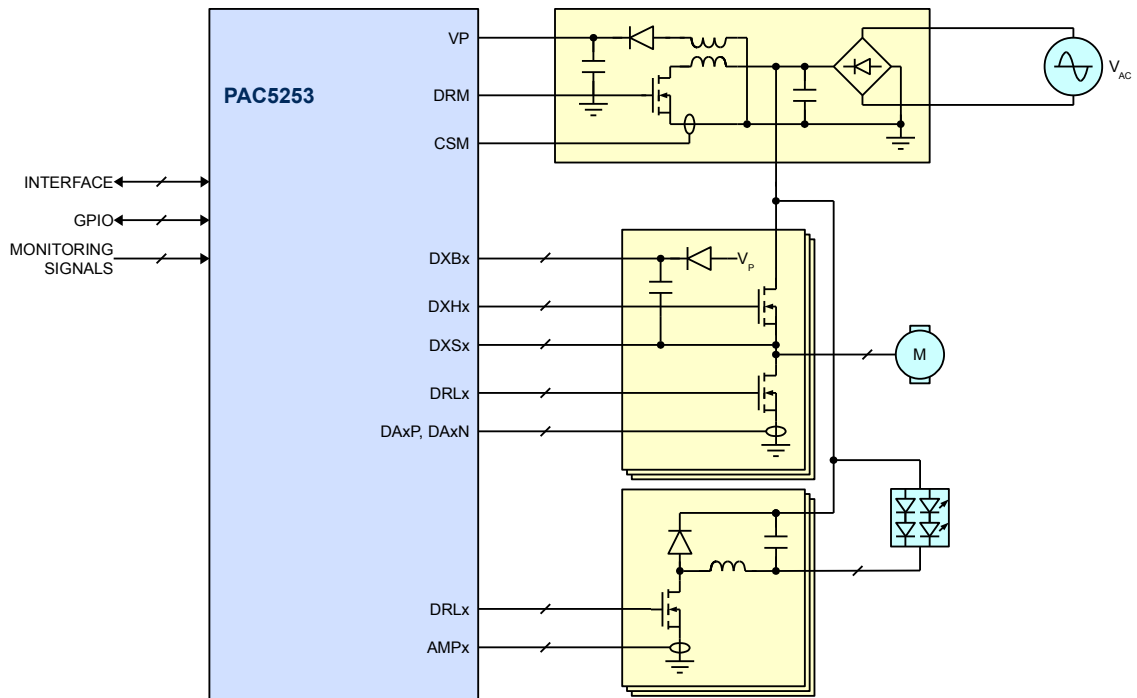 VP
PAC5253
DRM
CSM
V AC
INTERFACE
GPIO
MONITORING
SIGNALS
DXBx
V P
DXHx
DXSx
M
DRLx
DAxP, DAxN
DRLx
AMPx